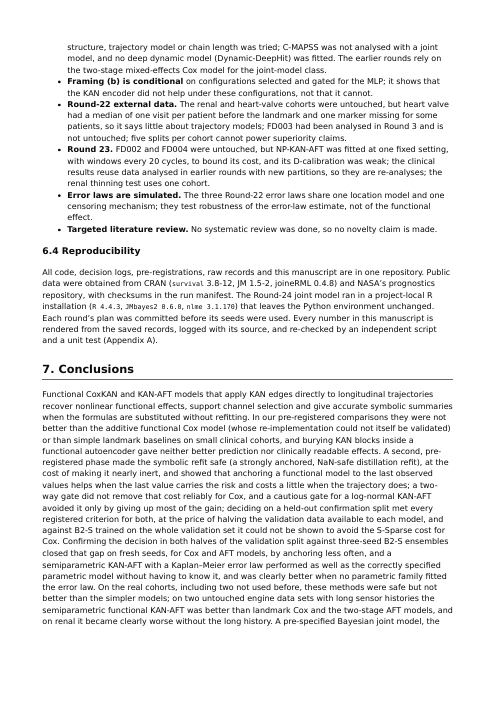 structure, trajectory model or chain length was tried; C-MAPSS was not analysed with a joint
model, and no deep dynamic model (Dynamic-DeepHit) was fitted. The earlier rounds rely on
the two-stage mixed-effects Cox model for the joint-model class.
• Framing (b) is conditional on configurations selected and gated for the MLP; it shows that
the KAN encoder did not help under these configurations, not that it cannot.
• Round-22 external data. The renal and heart-valve cohorts were untouched, but heart valve
had a median of one visit per patient before the landmark and one marker missing for some
patients, so it says little about trajectory models; FD003 had been analysed in Round 3 and is
not untouched; five splits per cohort cannot power superiority claims.
• Round 23. FD002 and FD004 were untouched, but NP-KAN-AFT was fitted at one fixed setting,
with windows every 20 cycles, to bound its cost, and its D-calibration was weak; the clinical
results reuse data analysed in earlier rounds with new partitions, so they are re-analyses; the
renal thinning test uses one cohort.
• Error laws are simulated. The three Round-22 error laws share one location model and one
censoring mechanism; they test robustness of the error-law estimate, not of the functional
effect.
• Targeted literature review. No systematic review was done, so no novelty claim is made.
6.4 Reproducibility
All code, decision logs, pre-registrations, raw records and this manuscript are in one repository. Public
data were obtained from CRAN (survival 3.8-12, JM 1.5-2, joineRML 0.4.8) and NASA's prognostics
repository, with checksums in the run manifest. The Round-24 joint model ran in a project-local R
installation (R 4.4.3, JMbayes2 0.6.0, nlme 3.1.170) that leaves the Python environment unchanged.
Each round's plan was committed before its seeds were used. Every number in this manuscript is
rendered from the saved records, logged with its source, and re-checked by an independent script
and a unit test (Appendix A).
7. Conclusions
Functional CoxKAN and KAN-AFT models that apply KAN edges directly to longitudinal trajectories
recover nonlinear functional effects, support channel selection and give accurate symbolic summaries
when the formulas are substituted without refitting. In our pre-registered comparisons they were not
better than the additive functional Cox model (whose re-implementation could not itself be validated)
or than simple landmark baselines on small clinical cohorts, and burying KAN blocks inside a
functional autoencoder gave neither better prediction nor clinically readable effects. A second, pre-
registered phase made the symbolic refit safe (a strongly anchored, NaN-safe distillation refit), at the
cost of making it nearly inert, and showed that anchoring a functional model to the last observed
values helps when the last value carries the risk and costs a little when the trajectory does; a two-
way gate did not remove that cost reliably for Cox, and a cautious gate for a log-normal KAN-AFT
avoided it only by giving up most of the gain; deciding on a held-out confirmation split met every
registered criterion for both, at the price of halving the validation data available to each model, and
against B2-S trained on the whole validation set it could not be shown to avoid the S-Sparse cost for
Cox. Confirming the decision in both halves of the validation split against three-seed B2-S ensembles
closed that gap on fresh seeds, for Cox and AFT models, by anchoring less often, and a
semiparametric KAN-AFT with a Kaplan–Meier error law performed as well as the correctly specified
parametric model without having to know it, and was clearly better when no parametric family fitted
the error law. On the real cohorts, including two not used before, these methods were safe but not
better than the simpler models; on two untouched engine data sets with long sensor histories the
semiparametric functional KAN-AFT was better than landmark Cox and the two-stage AFT models, and
on renal it became clearly worse without the long history. A pre-specified Bayesian joint model, the